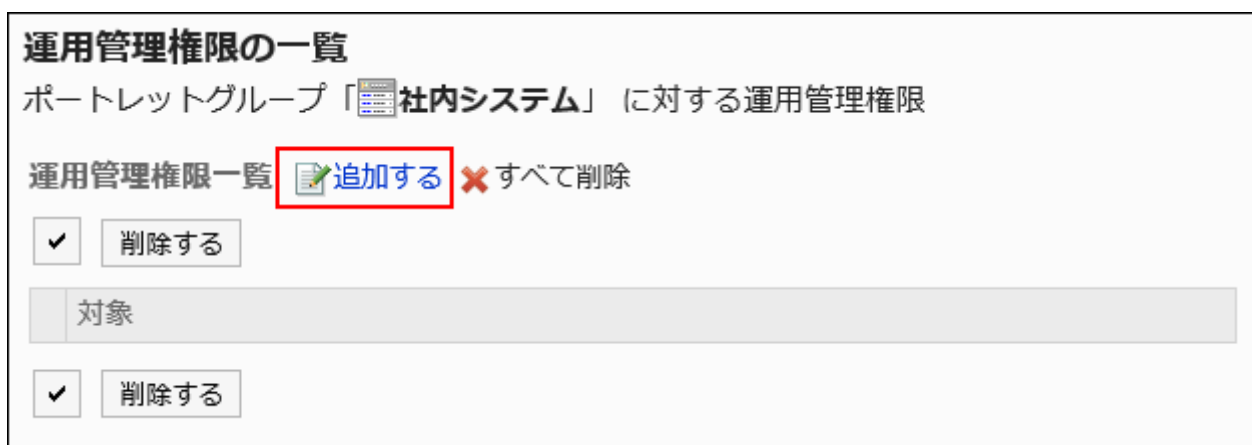 運用管理権限の一覧
ポートレットグループ「社内システム」 に対する運用管理権限
運用管理権限一覧 追加する すべて削除
削除する
対象
削除する